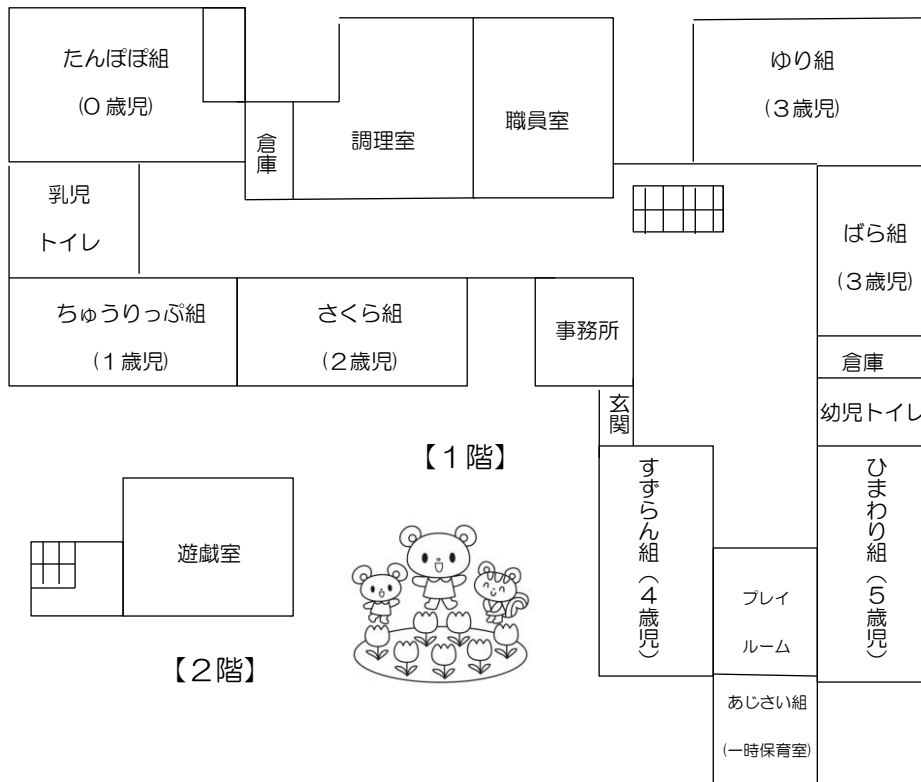 たんぽぽ組
(０歳児)
倉庫
調理室
職員室
ゆり組
(３歳児)
乳児
トイレ
ばら組
(３歳児)
ちゅうりっぷ組
(１歳児)
さくら組
(２歳児)
事務所
倉庫
玄関
幼児トイレ
【１階】
すずらん組(４歳児)
ひまわり組(５歳児)
遊戯室
プレイ
ルーム
【２階】
あじさい組
(一時保育室)